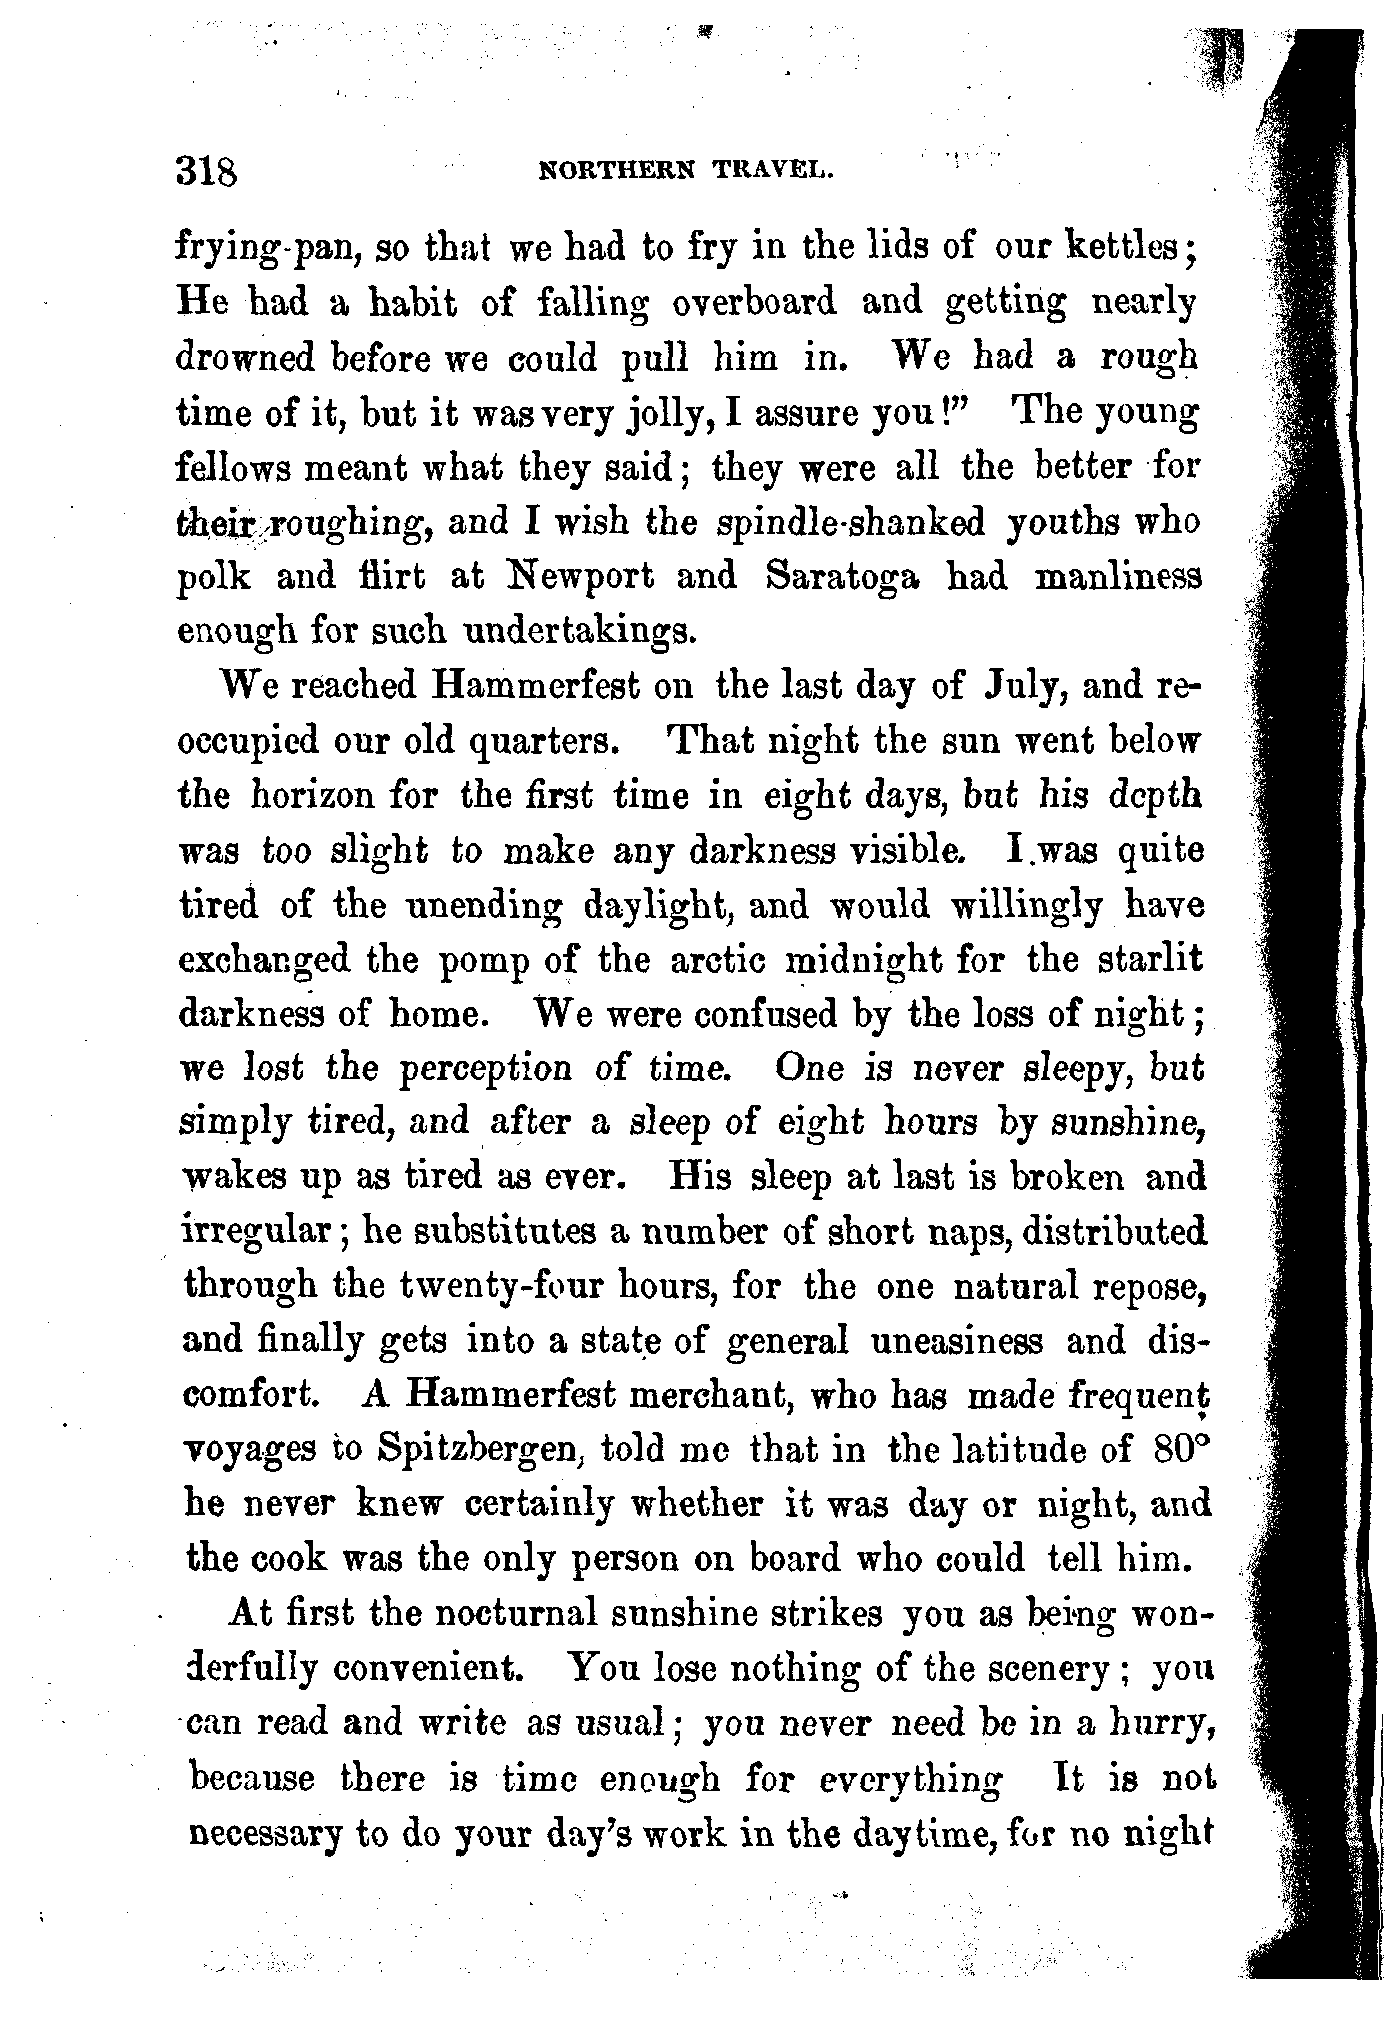 318 NORTHERN TRAVEL.
frying-pan, so that we had to fry in the lids of our kettles;
He had a habit of falling overboard and getting nearly
drowned before we could pull him in. We had a rough
time of it, but it was very jolly, I assure you!” The young
fellows meant what they said; they were all the better for
their roughing, and I wish the spindle-shanked youths who
polk and flirt at Newport and Saratoga had manliness
enough for such undertakings.
We reached Hammerfest on the last day of July, and re-
occupied our old quarters. That night the sun went below
the horizon for the first time in eight days, but his depth
was too slight to make any darkness visible. I was quite
tired of the unending daylight, and would willingly have
exchanged the pomp of the arctic midnight for the starlit
darkness of home. We were confused by the loss of night;
we lost the perception of time. One is never sleepy, but
simply tired, and after a sleep of eight hours by sunshine,
wakes up as tired as ever. His sleep at last is broken and
irregular; he substitutes a number of short naps, distributed
through the twenty-four hours, for the one natural repose,
and finally gets into a state of general uneasiness and dis-
comfort. A Hammerfest merchant, who has made frequent
voyages to Spitzbergen, told me that in the latitude of 80°
he never knew certainly whether it was day or night, and
the cook was the only person on board who could tell him.
At first the nocturnal sunshine strikes you as being won-
derfully convenient. You lose nothing of the scenery; you
can read and write as usual; you never need be in a hurry,
because there is time enough for everything It is not
necessary to do your day's work in the daytime, for no night